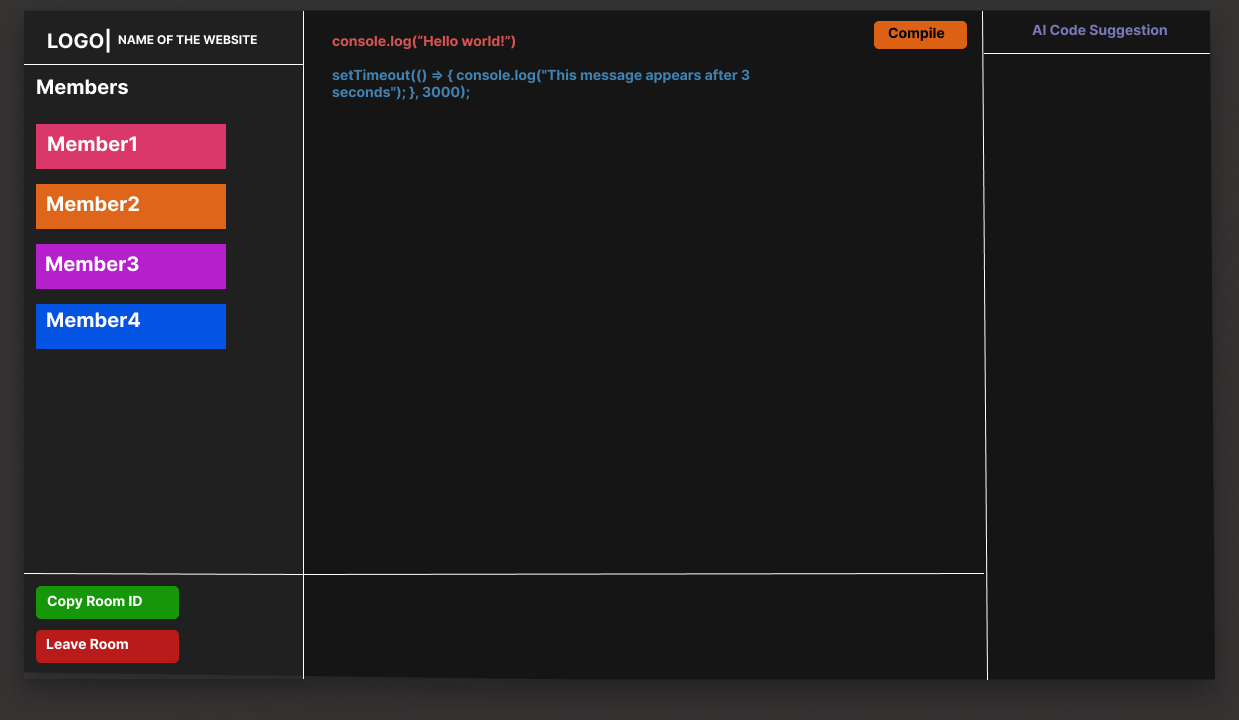 LOGO| NAME OF THE WEBSITE
Members
Member1
Member2
Member3
Member4
Copy Room ID
Leave Room
console.log(“Hello world!”)
Compile
setTimeout(() => { console.log("This message appears after 3
seconds"); }, 3000);
AI Code Suggestion